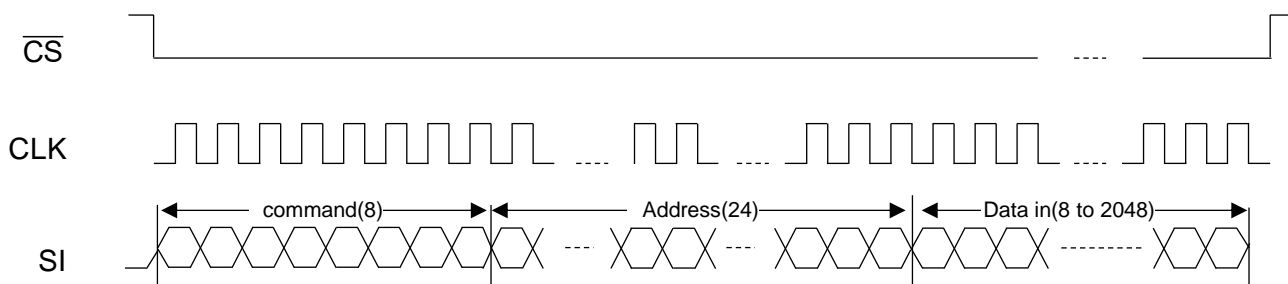 CS
CLK
command(8) Address(24) Data in(8 to 2048)
SI